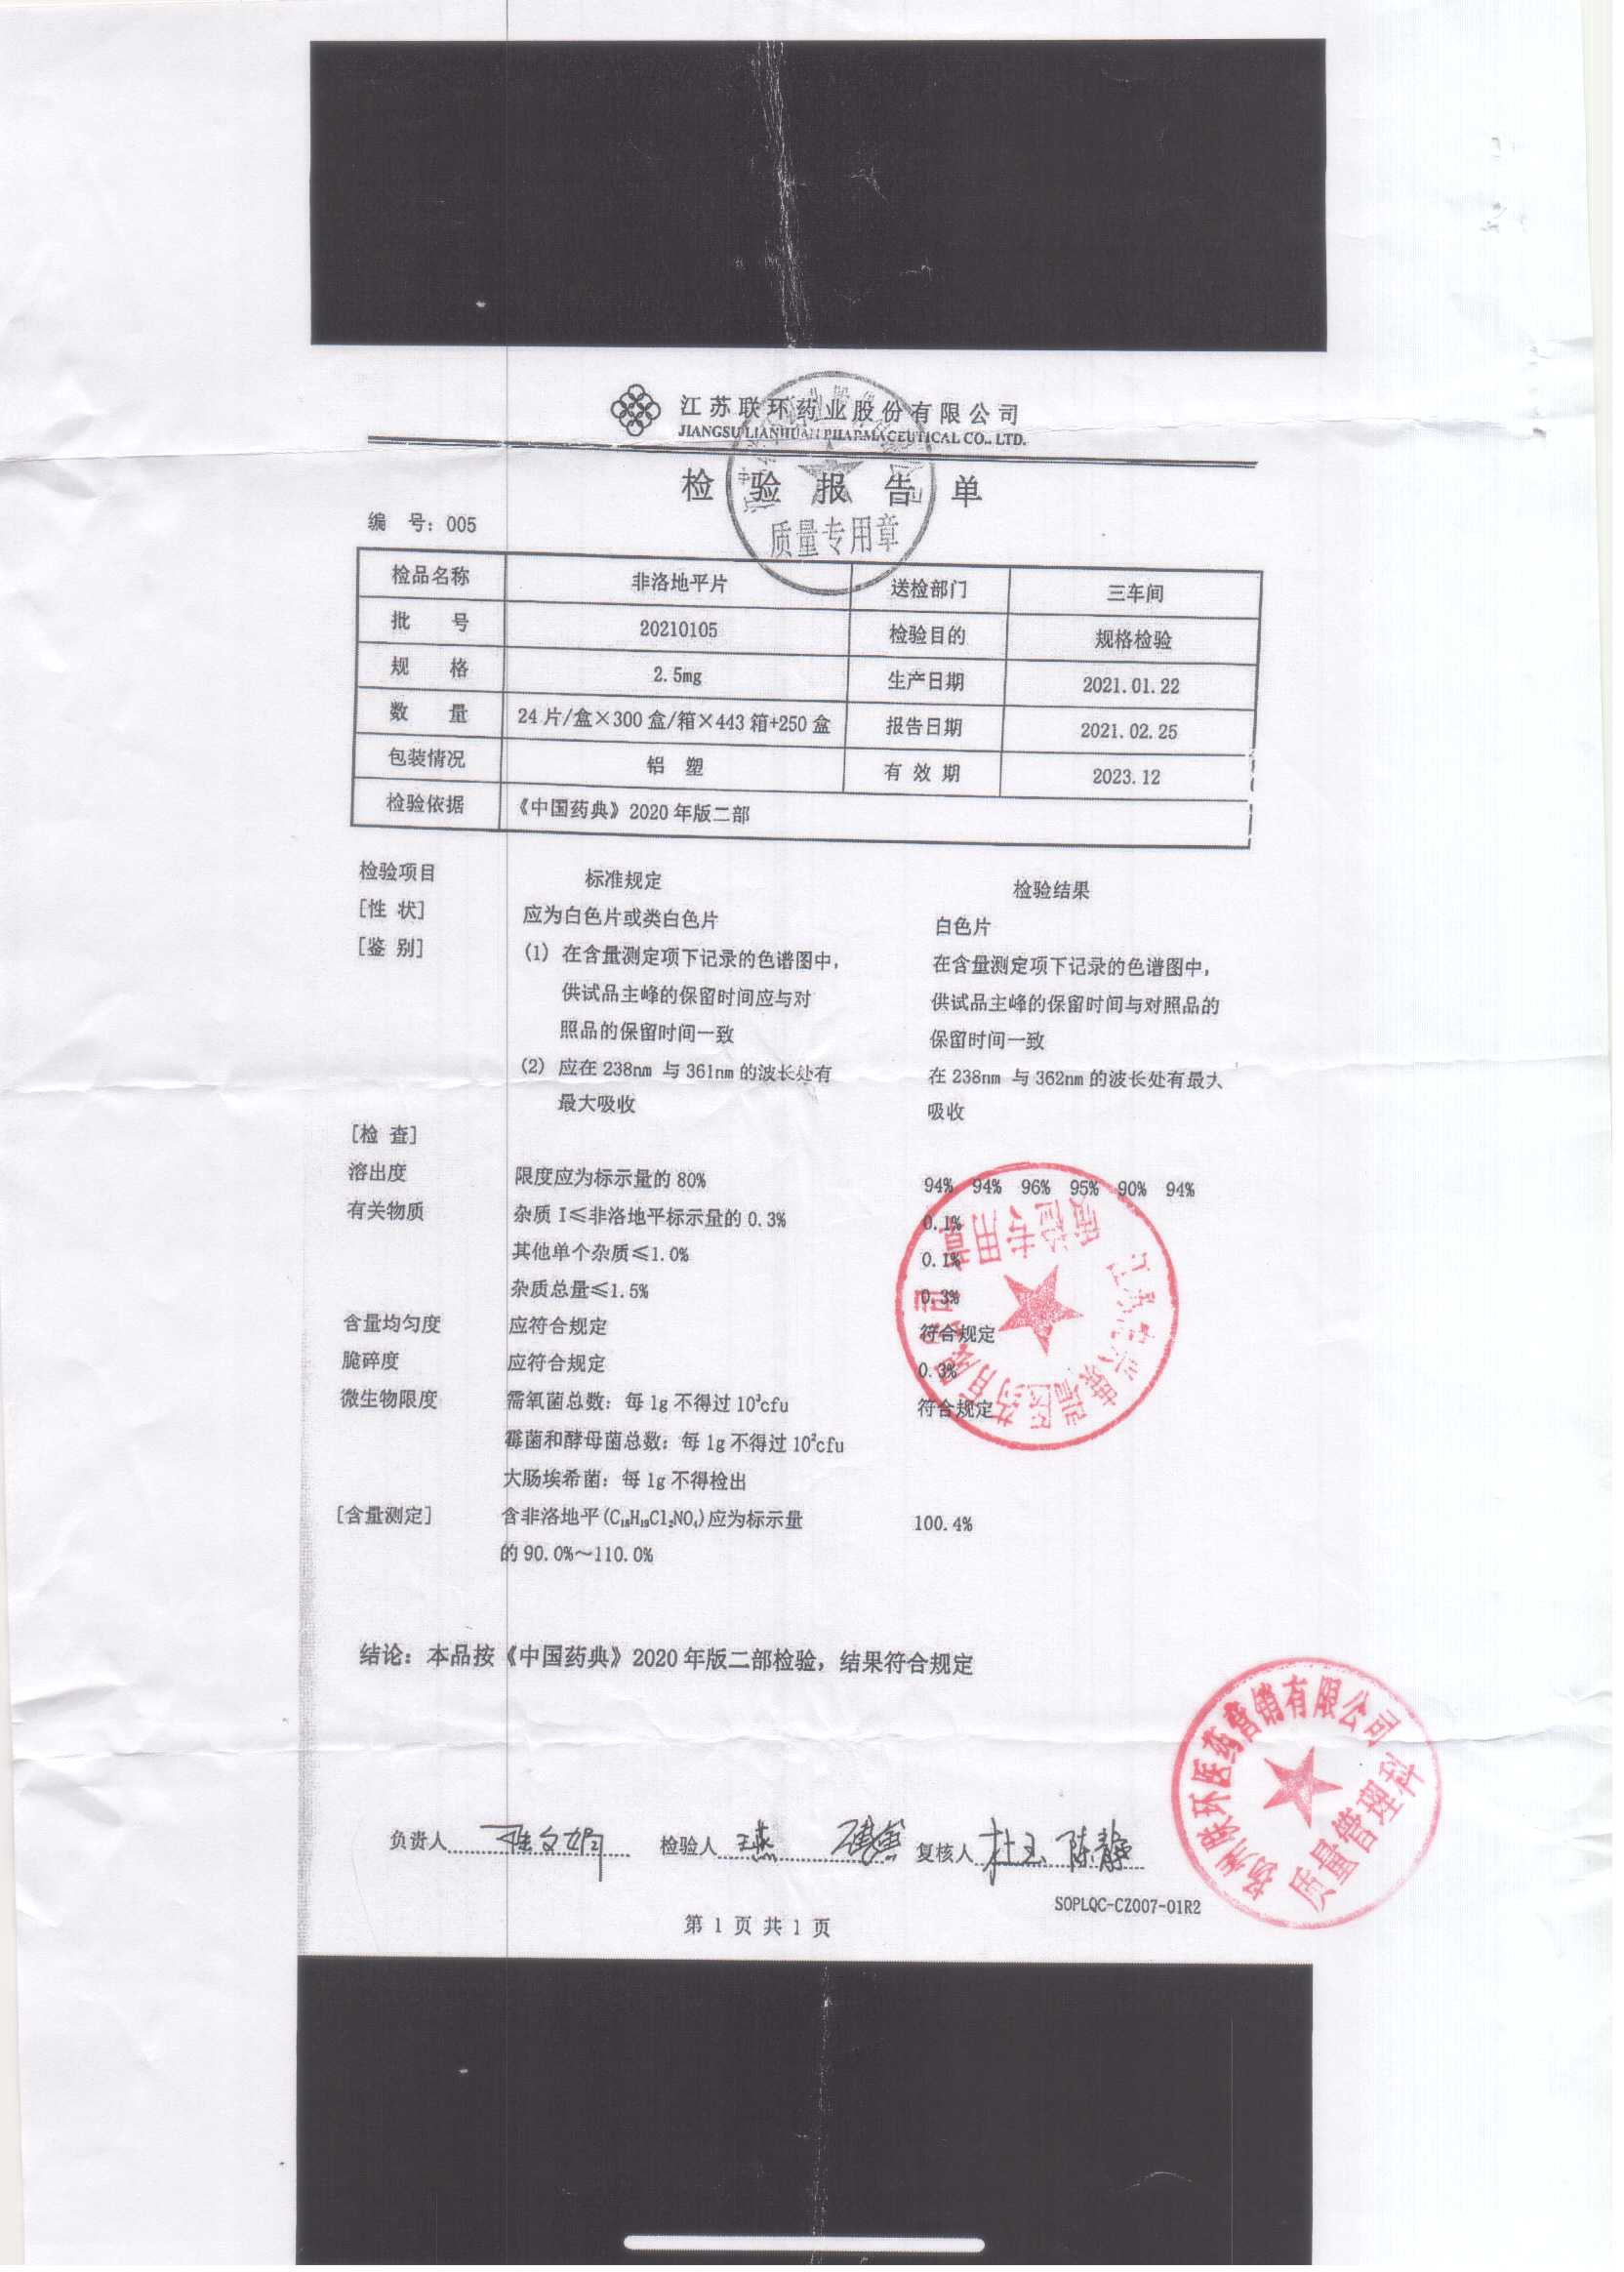 江苏联环药业股份有限公司
JIANGSU LIANHUAN PHARMACEUTICAL CO., LTD.
检验报告单
质量专用章
编 号：005
检品名称 非洛地平片 送检部门 三车间
批 号 20210105 检验目的 规格检验
规 格 2.5mg 生产日期 2021.01.22
数 量 24片/盒×300盒/箱×443箱+250盒 报告日期 2021.02.25
包装情况 铝 塑 有 效 期 2023.12
检验依据 《中国药典》2020年版二部
检验项目 标准规定 检验结果
[性 状] 应为白色片或类白色片 白色片
[鉴 别] (1) 在含量测定项下记录的色谱图中， 在含量测定项下记录的色谱图中，
供试品主峰的保留时间应与对 供试品主峰的保留时间与对照品的
照品的保留时间一致 保留时间一致
(2) 应在238nm 与361nm的波长处有 在238nm 与362nm的波长处有最大
最大吸收 吸收
[检 查]
溶出度 限度应为标示量的80% 94% 94% 96% 95% 90% 94%
有关物质 杂质I≤非洛地平标示量的0.3% 0.1%
其他单个杂质≤1.0% 0.1%
杂质总量≤1.5% 0.3%
含量均匀度 应符合规定 符合规定
脆碎度 应符合规定 0.3%
微生物限度 需氧菌总数：每1g不得过10³cfu 符合规定
霉菌和酵母菌总数：每1g不得过10²cfu
大肠埃希菌：每1g不得检出
[含量测定] 含非洛地平(C₁₈H₁₉Cl₂NO₄)应为标示量 100.4%
的90.0%～110.0%
质检专用章
结论：本品按《中国药典》2020年版二部检验，结果符合规定
扬州联环医药营销有限公司
质量管理科
负责人 检验人 复核人 杜玉 陈静
SOPLQC-CZ007-01R2
第 1 页 共 1 页